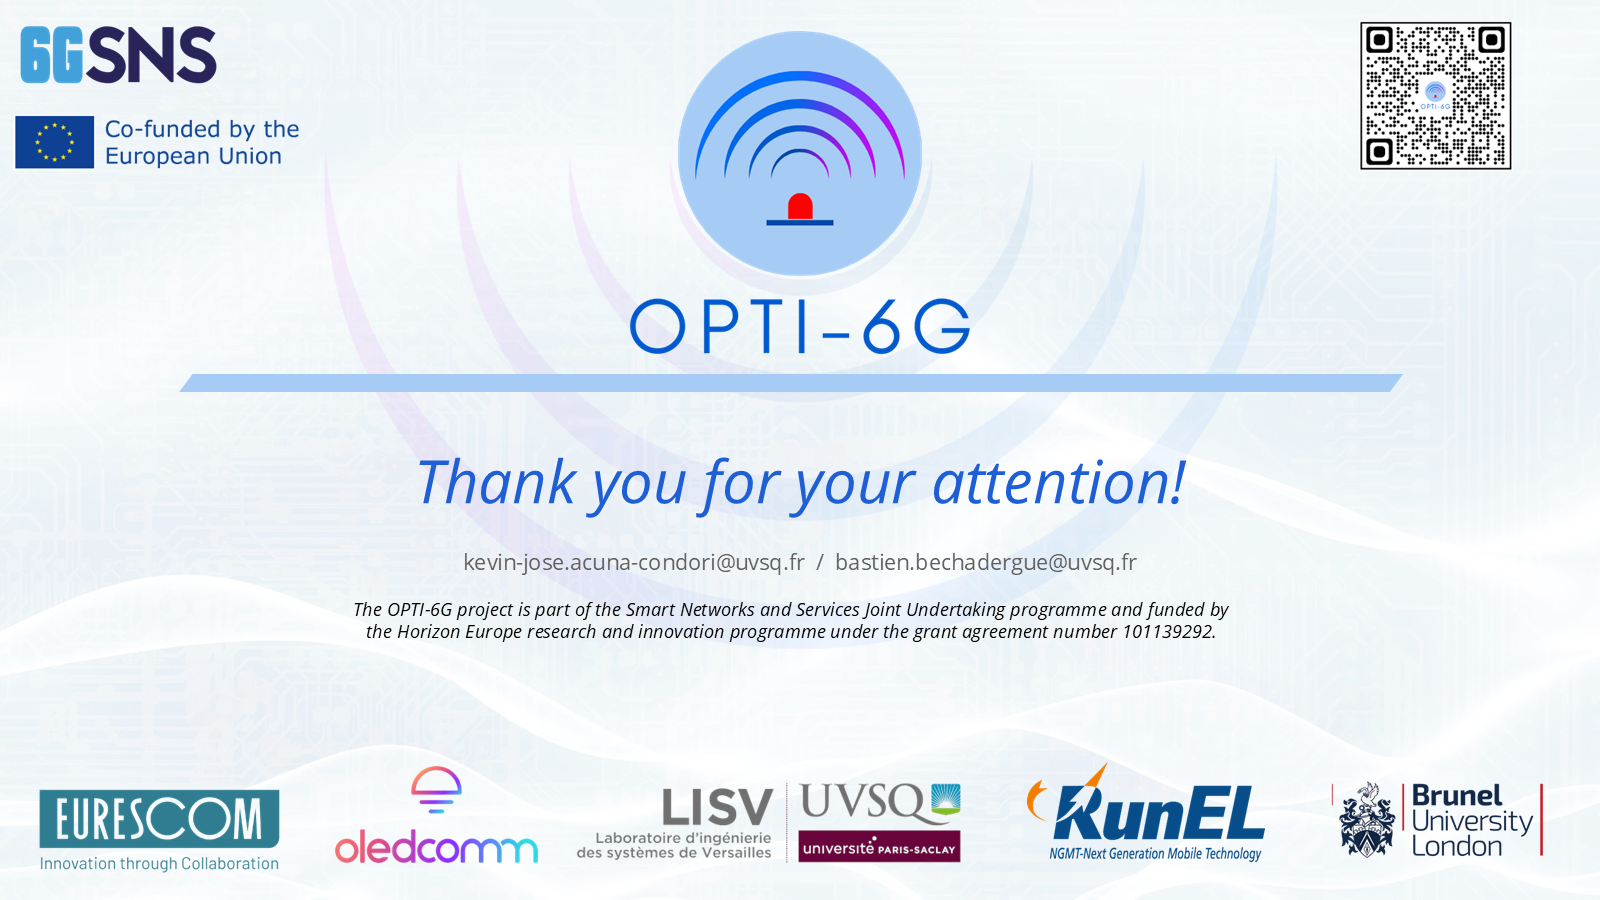 6GSNS
Co-funded by the
European Union
OPTI-6G
OPTI-6G
Thank you for your attention!
kevin-jose.acuna-condori@uvsq.fr / bastien.bechadergue@uvsq.fr
The OPTI-6G project is part of the Smart Networks and Services Joint Undertaking programme and funded by
the Horizon Europe research and innovation programme under the grant agreement number 101139292.
EURESCOM
Innovation through Collaboration
oledcomm
LISV
Laboratoire d'ingénierie
des systèmes de Versailles
UVSQ
université PARIS-SACLAY
RunEL
NGMT-Next Generation Mobile Technology
Brunel
University
London